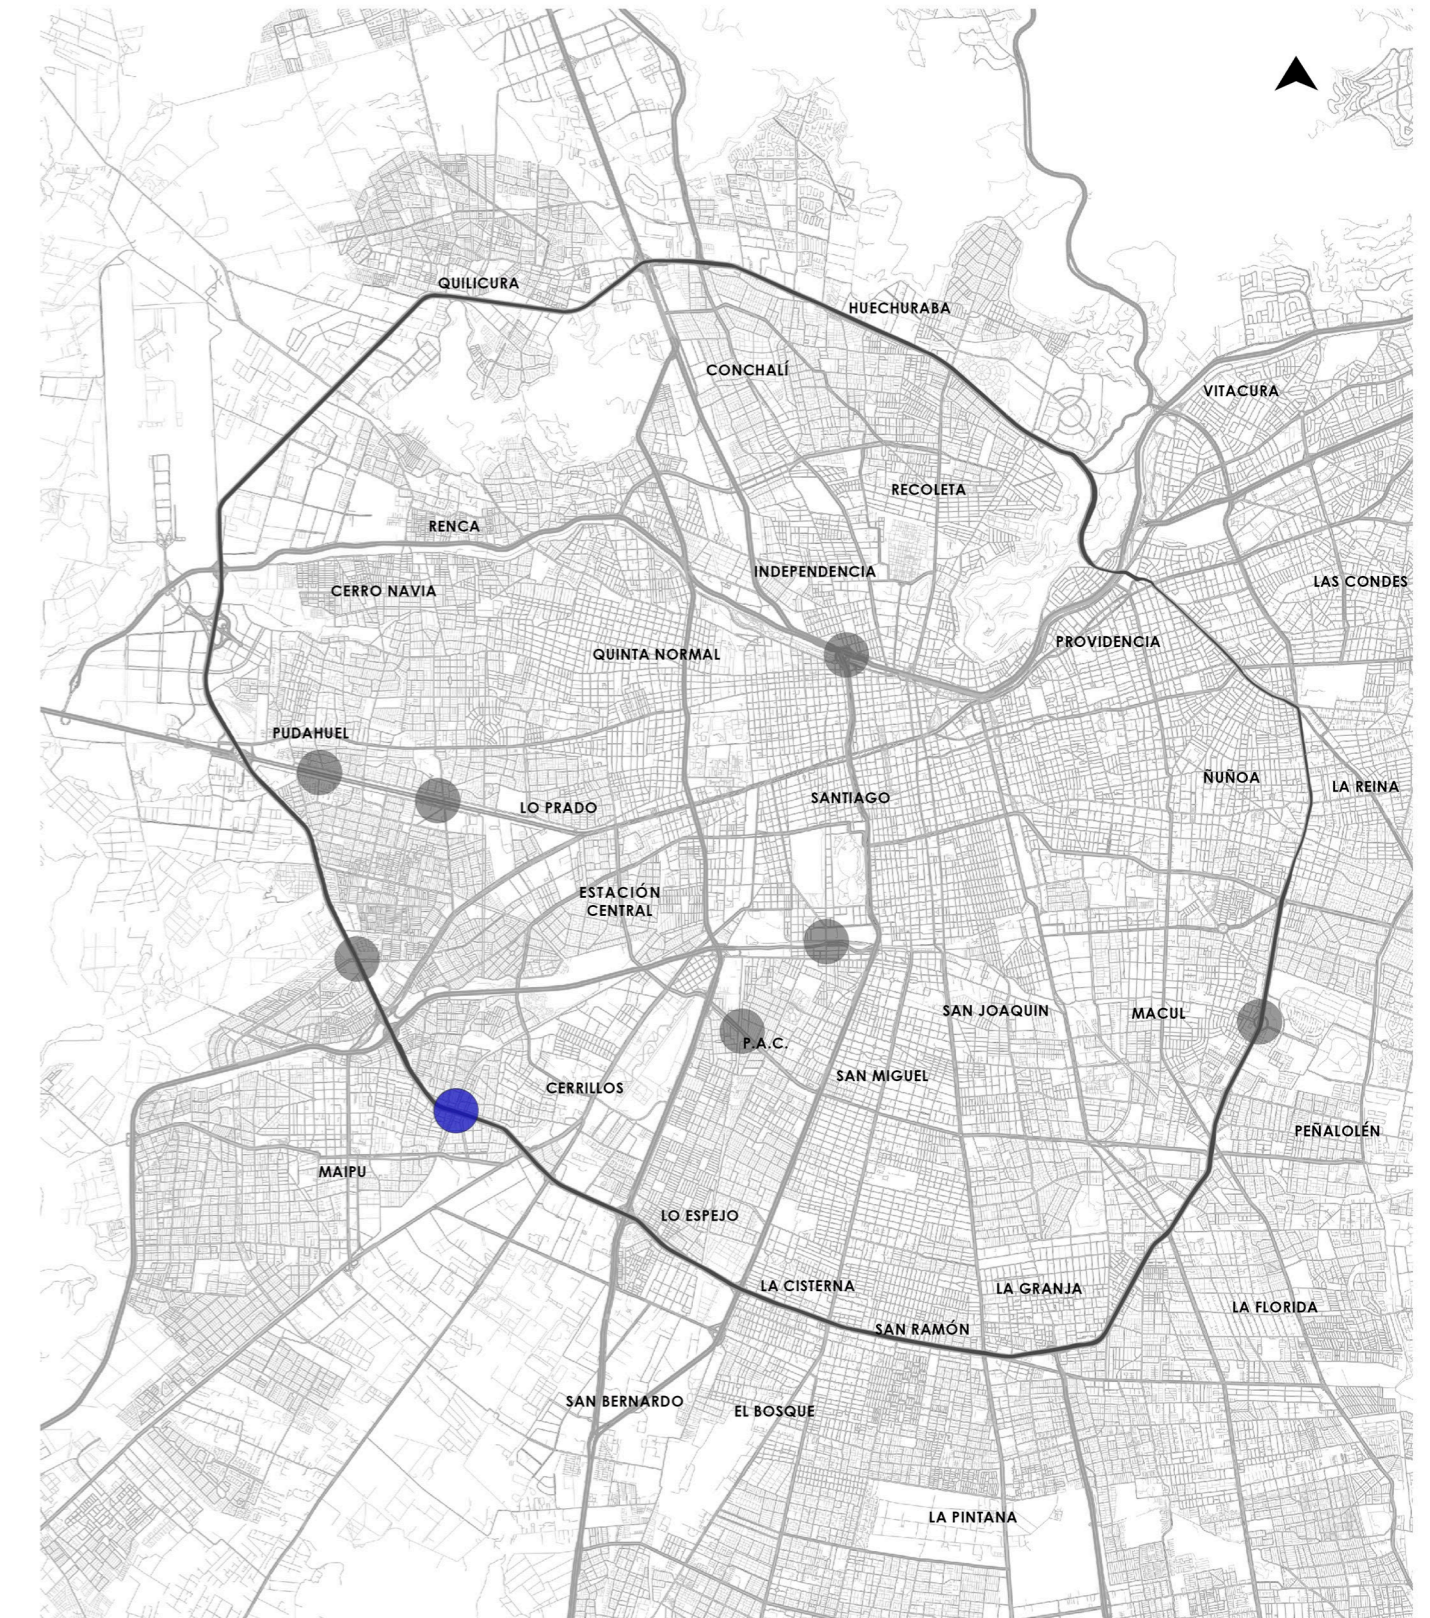 QUILICURA
HUECHURABA
CONCHALÍ
VITACURA
RECOLETA
RENCA
INDEPENDENCIA
LAS CONDES
CERRO NAVIA
PROVIDENCIA
QUINTA NORMAL
PUDAHUEL
ÑUÑOA
LA REINA
SANTIAGO
LO PRADO
ESTACIÓN
CENTRAL
SAN JOAQUIN
MACUL
P.A.C.
SAN MIGUEL
CERRILLOS
PEÑALOLÉN
MAIPU
LO ESPEJO
LA CISTERNA
LA GRANJA
LA FLORIDA
SAN RAMÓN
SAN BERNARDO
EL BOSQUE
LA PINTANA